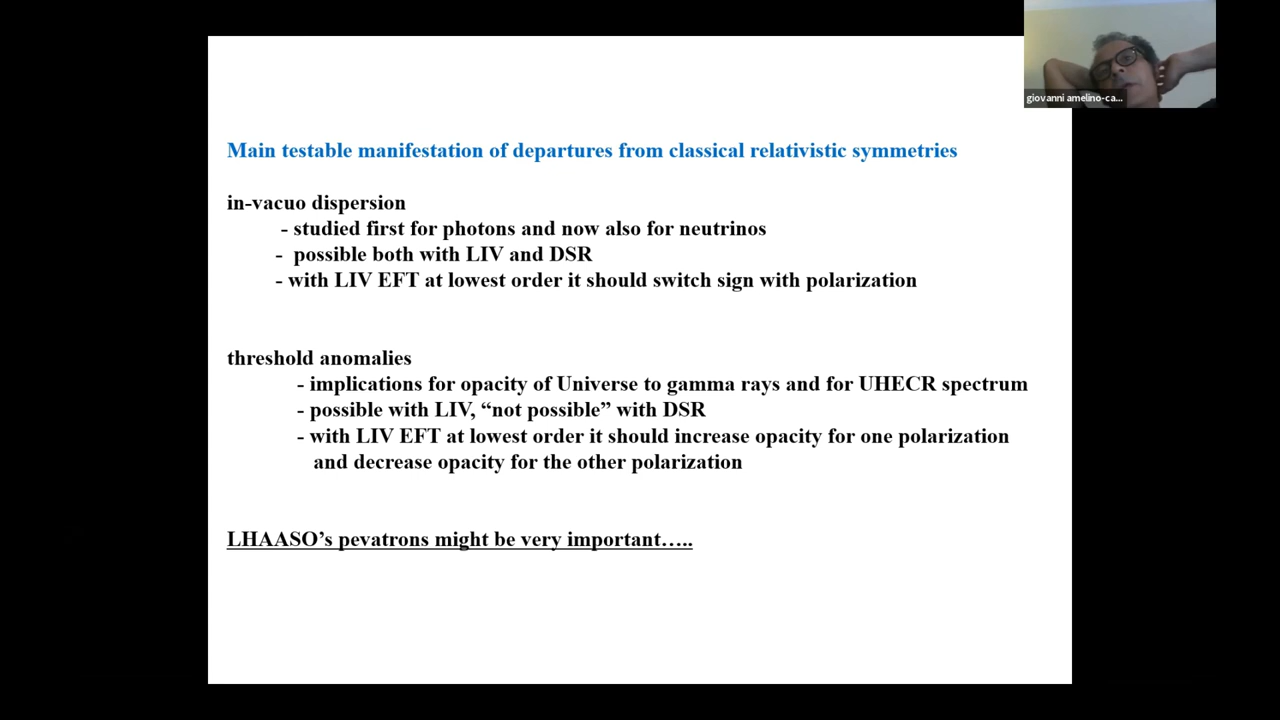 giovanni amelino-ca...
Main testable manifestation of departures from classical relativistic symmetries
in-vacuo dispersion
- studied first for photons and now also for neutrinos
- possible both with LIV and DSR
- with LIV EFT at lowest order it should switch sign with polarization
threshold anomalies
- implications for opacity of Universe to gamma rays and for UHECR spectrum
- possible with LIV, “not possible” with DSR
- with LIV EFT at lowest order it should increase opacity for one polarization
and decrease opacity for the other polarization
LHAASO’s pevatrons might be very important…..